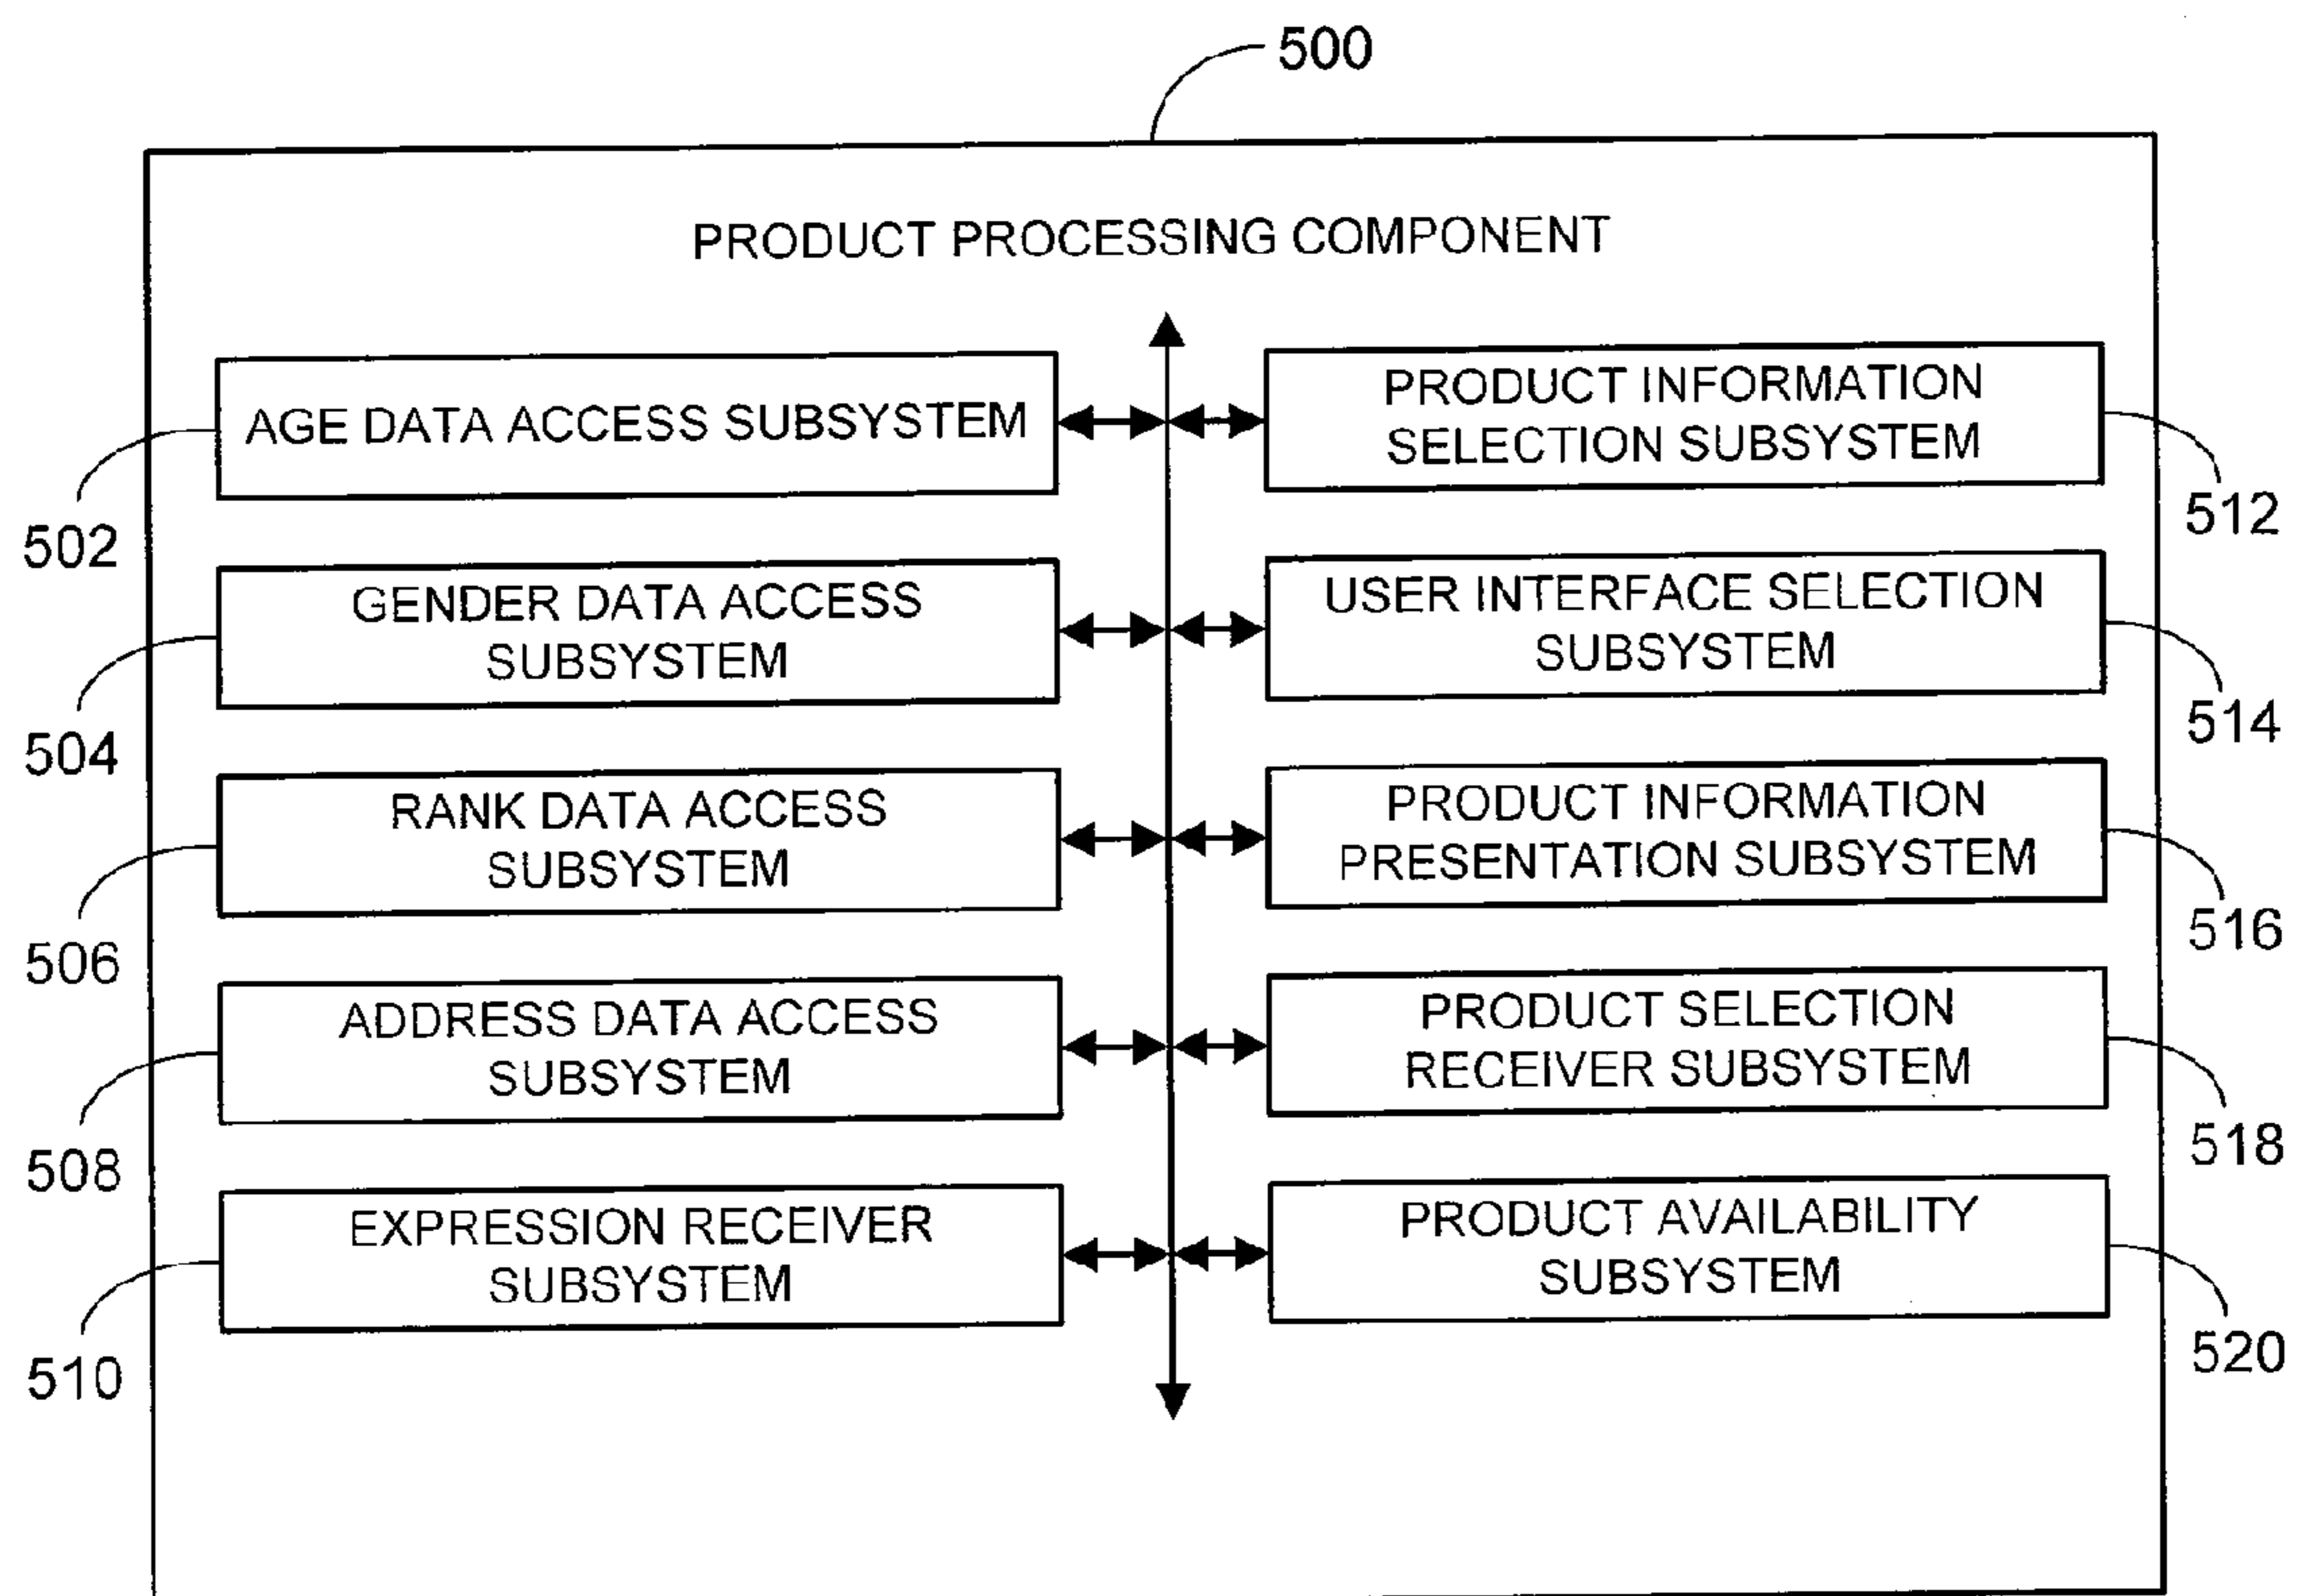 500
PRODUCT PROCESSING COMPONENT
AGE DATA ACCESS SUBSYSTEM
502
GENDER DATA ACCESS
SUBSYSTEM
504
RANK DATA ACCESS
SUBSYSTEM
506
ADDRESS DATA ACCESS
SUBSYSTEM
508
EXPRESSION RECEIVER
SUBSYSTEM
510
PRODUCT INFORMATION
SELECTION SUBSYSTEM
512
USER INTERFACE SELECTION
SUBSYSTEM
514
PRODUCT INFORMATION
PRESENTATION SUBSYSTEM
516
PRODUCT SELECTION
RECEIVER SUBSYSTEM
518
PRODUCT AVAILABILITY
SUBSYSTEM
520